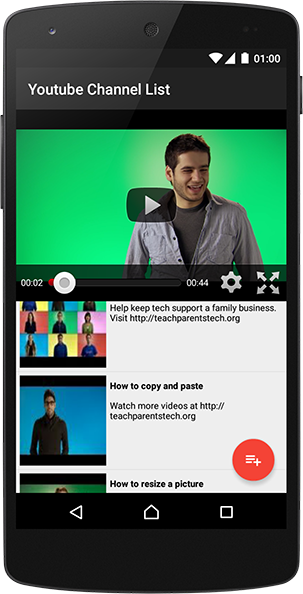 01:00
Youtube Channel List
00:02
00:44
Help keep tech support a family business.
Visit http://teachparentstech.org
How to copy and paste
Watch more videos at http://
teachparentstech.org
How to resize a picture